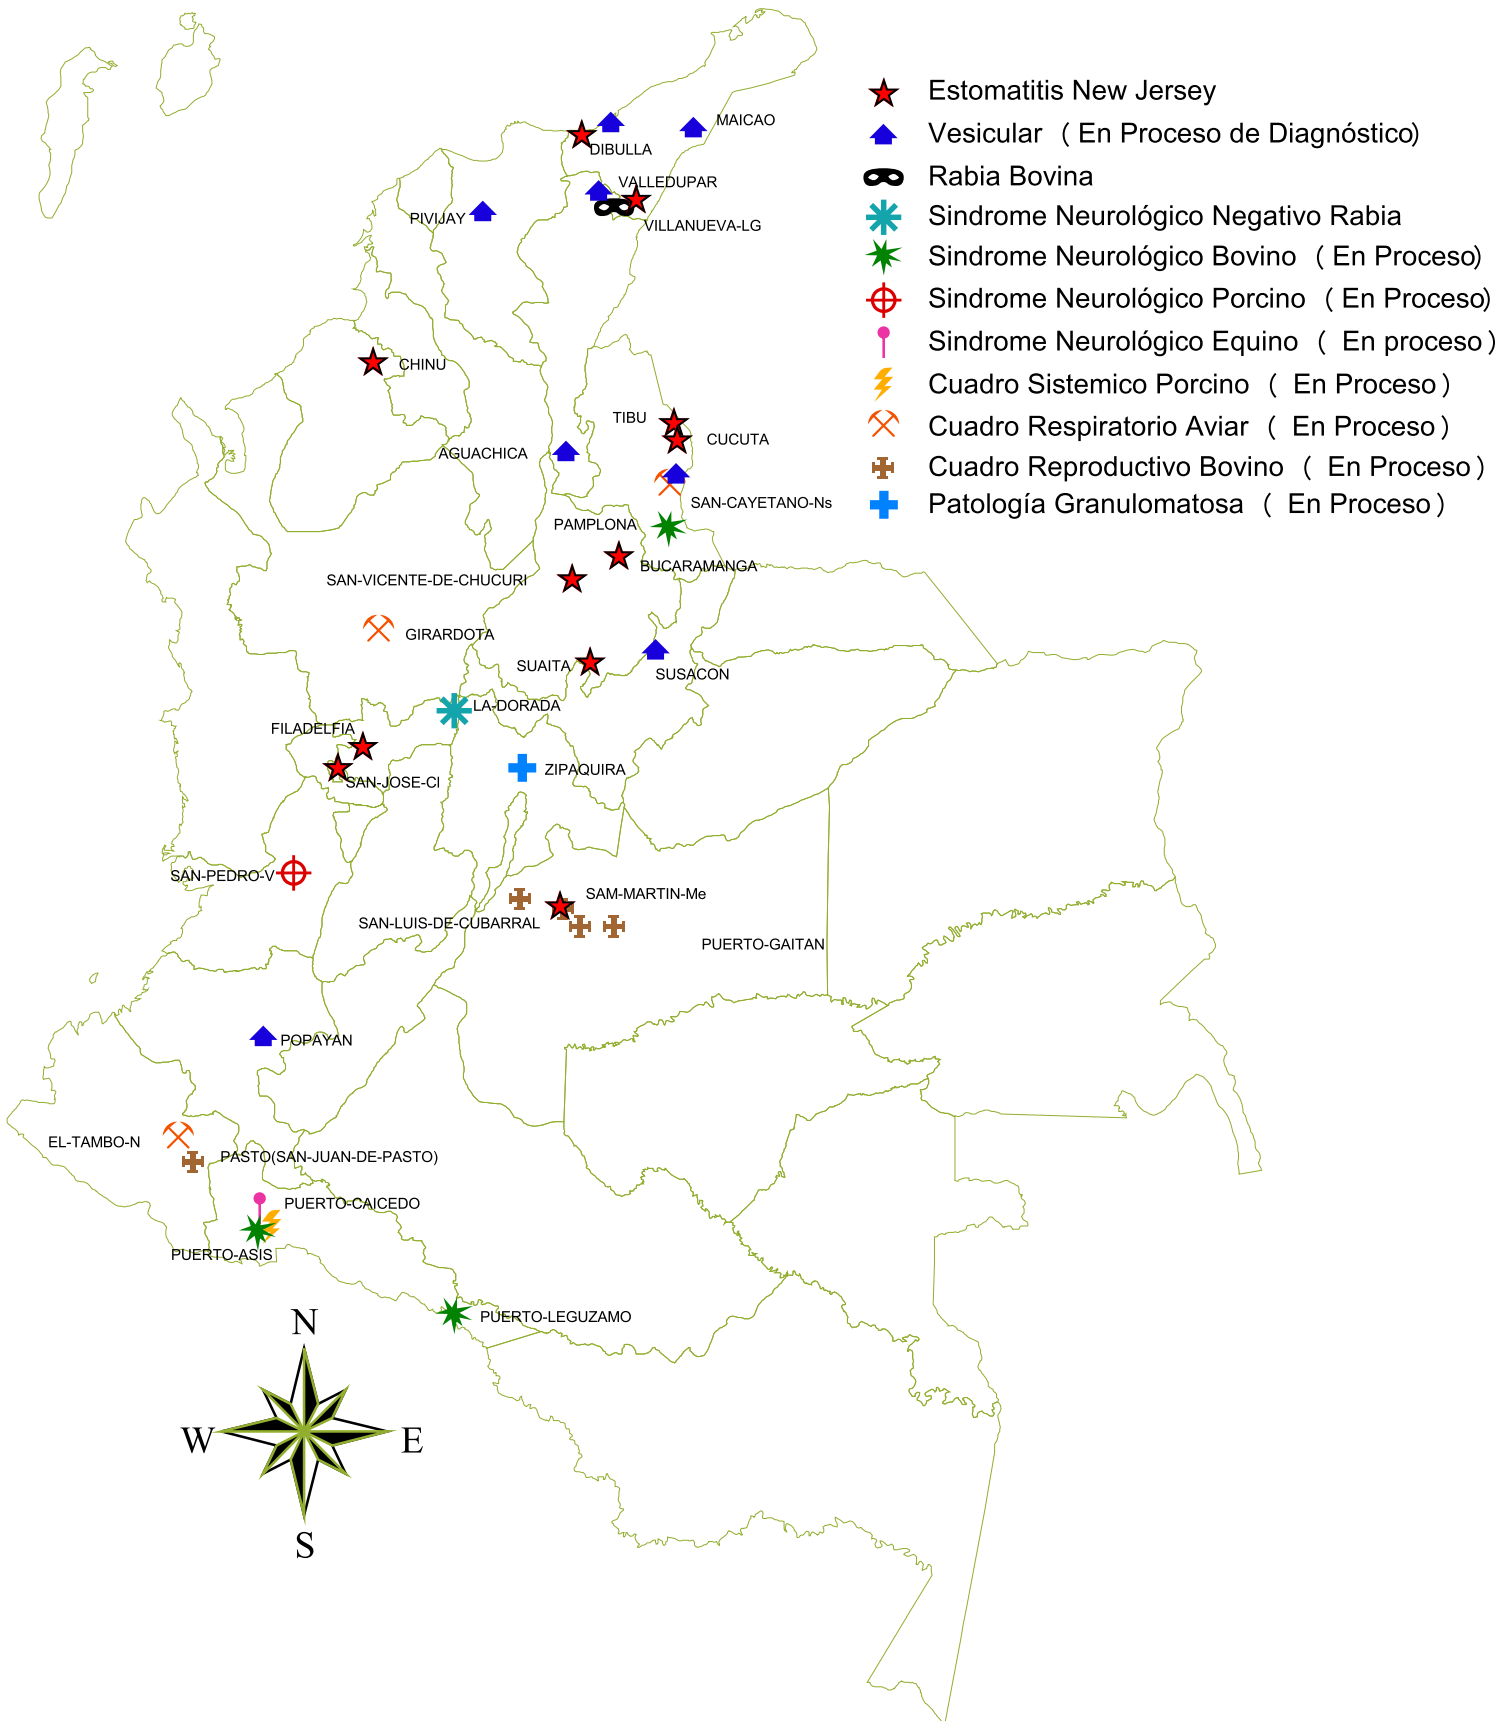 Estomatitis New Jersey
Vesicular ( En Proceso de Diagnóstico)
Rabia Bovina
Sindrome Neurológico Negativo Rabia
Sindrome Neurológico Bovino ( En Proceso)
Sindrome Neurológico Porcino ( En Proceso)
Sindrome Neurológico Equino ( En proceso)
Cuadro Sistemico Porcino ( En Proceso)
Cuadro Respiratorio Aviar ( En Proceso)
Cuadro Reproductivo Bovino ( En Proceso)
Patología Granulomatosa ( En Proceso)
MAICAO
DIBULLA
VALLEDUPAR
PIVIJAY
VILLANUEVA-LG
CHINU
TIBU
CUCUTA
AGUACHICA
SAN-CAYETANO-Ns
PAMPLONA
BUCARAMANGA
SAN-VICENTE-DE-CHUCURI
GIRARDOTA
SUAITA
SUSACON
LA-DORADA
FILADELFIA
ZIPAQUIRA
SAN-JOSE-Cl
SAN-PEDRO-V
SAM-MARTIN-Me
SAN-LUIS-DE-CUBARRAL
PUERTO-GAITAN
POPAYAN
EL-TAMBO-N
PASTO(SAN-JUAN-DE-PASTO)
PUERTO-CAICEDO
PUERTO-ASIS
PUERTO-LEGUZAMO
N
W
E
S